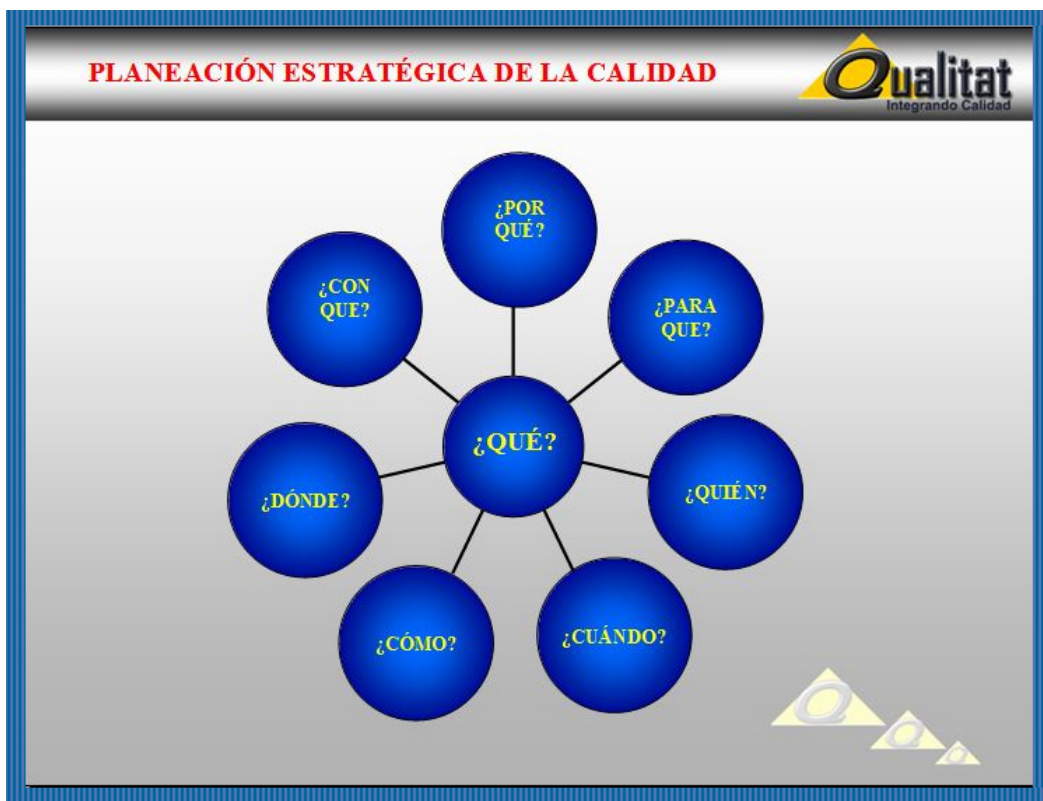 PLANEACIÓN ESTRATÉGICA DE LA CALIDAD
Qualitat
Integrando Calidad
¿POR
QUÉ?
¿CON
QUE?
¿PARA
QUE?
¿QUÉ?
¿DÓNDE?
¿QUIÉN?
¿CÓMO?
¿CUÁNDO?